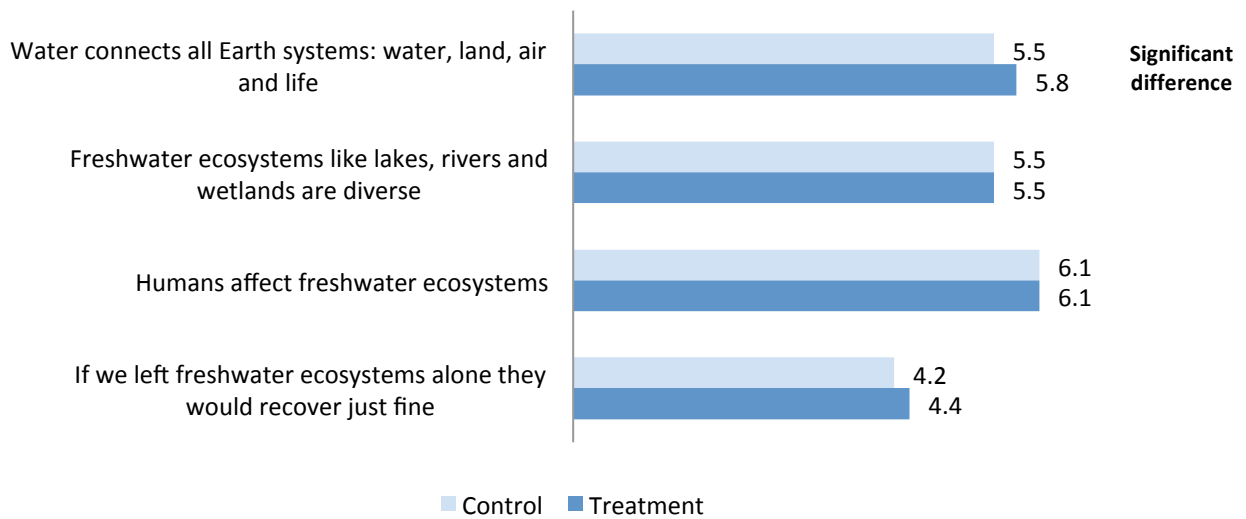 Water connects all Earth systems: water, land, air
and life
5.5
5.8
Significant
difference
Freshwater ecosystems like lakes, rivers and
wetlands are diverse
5.5
5.5
Humans affect freshwater ecosystems
6.1
6.1
If we left freshwater ecosystems alone they
would recover just fine
4.2
4.4
Control Treatment